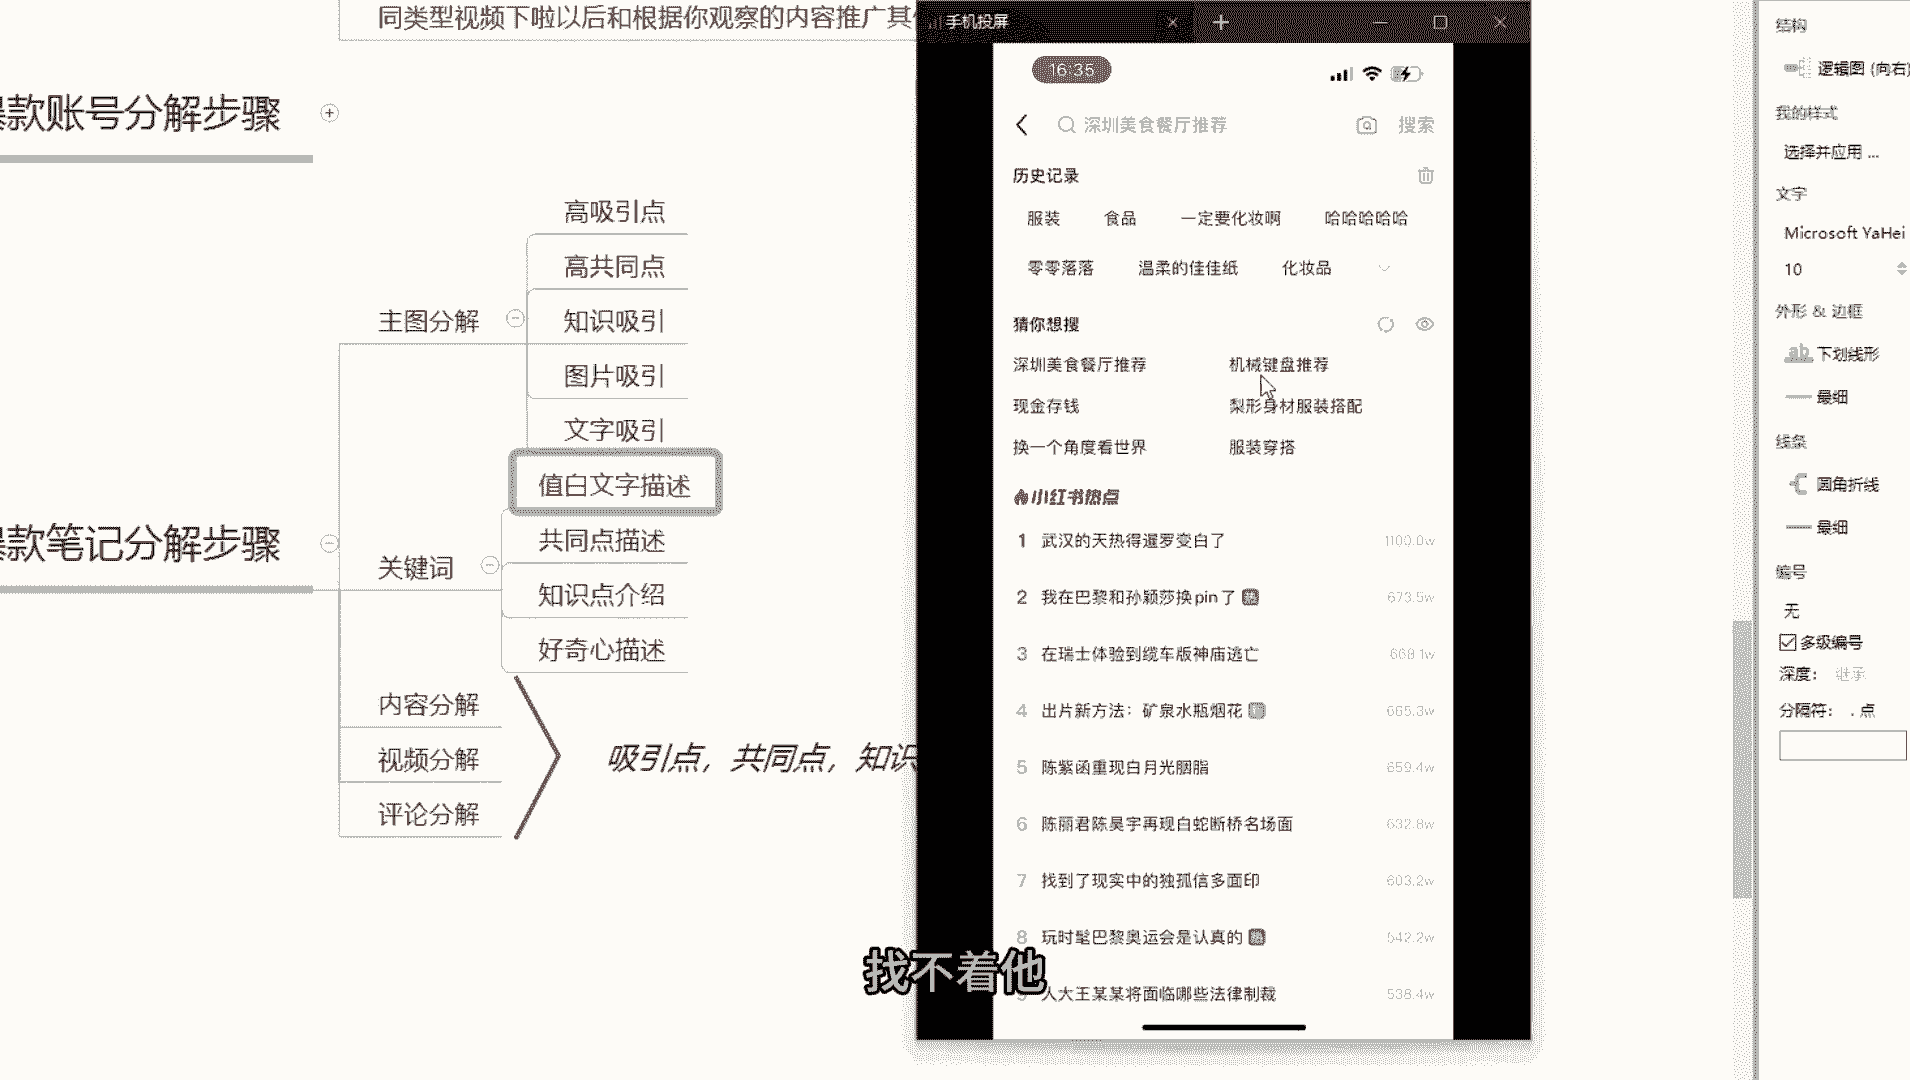 同类型视频下啦以后和根据你观察的内容推广其
款账号分解步骤
高吸引点
高共同点
主图分解
知识吸引
图片吸引
文字吸引
值白文字描述
款笔记分解步骤
关键词
共同点描述
知识点介绍
好奇心描述
内容分解
视频分解
评论分解
吸引点，共同点，知识
手机投屏
16:35
深圳美食餐厅推荐
搜索
历史记录
服装 食品 一定要化妆啊 哈哈哈哈哈
零零落落 温柔的佳佳纸 化妆品
猜你想搜
深圳美食餐厅推荐 机械键盘推荐
现金存钱 梨形身材服装搭配
换一个角度看世界 服装穿搭
小红书热点
1 武汉的天热得暹罗变白了 1100.0w
2 我在巴黎和孙颖莎换pin了 热 673.5w
3 在瑞士体验到缆车版神庙逃亡 668.1w
4 出片新方法：矿泉水瓶烟花 665.3w
5 陈紫函重现白月光胭脂 659.4w
6 陈丽君陈昊宇再现白蛇断桥名场面 632.8w
7 找到了现实中的独孤信多面印 603.2w
8 玩时髦巴黎奥运会是认真的 热 542.2w
人大王某某将面临哪些法律制裁 538.4w
找不着他
结构
逻辑图 (向右)
我的样式
选择并应用 ...
文字
Microsoft YaHei
10
外形 & 边框
ab 下划线形
最细
线条
圆角折线
最细
编号
无
多级编号
深度： 继承
分隔符： . 点